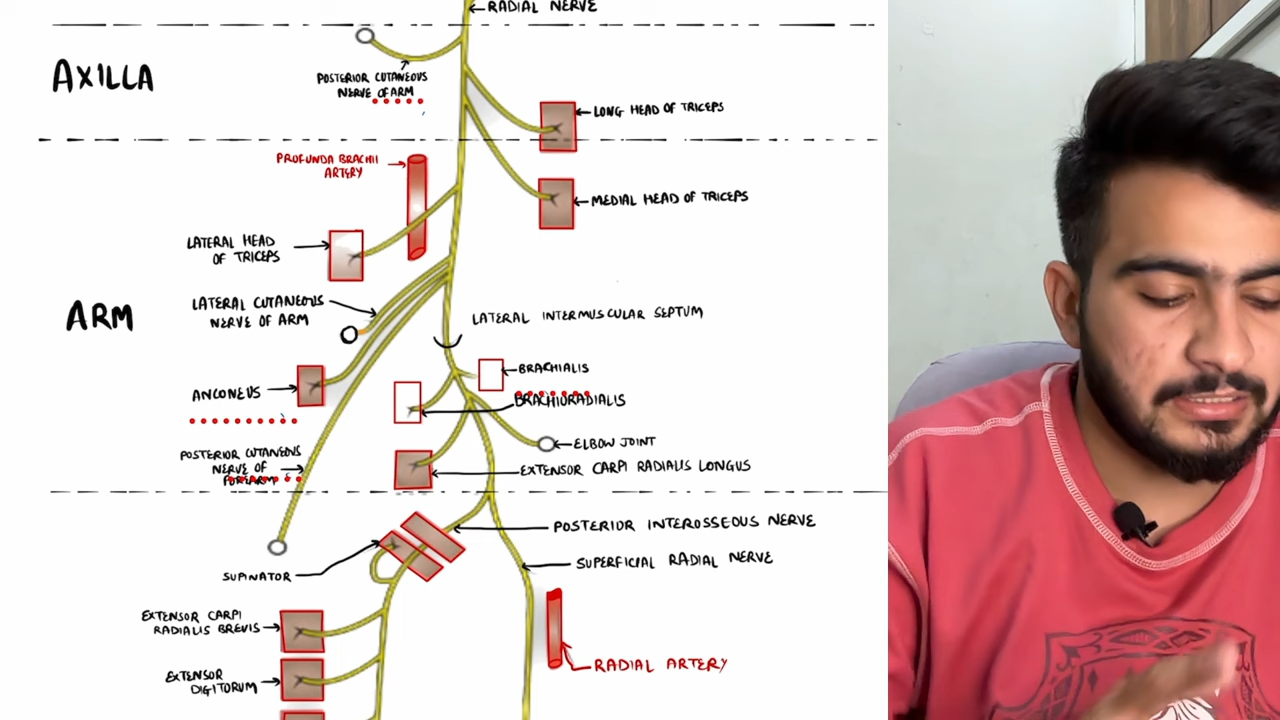 RADIAL NERVE
AXILLA
POSTERIOR CUTANEOUS
NERVE OF ARM
LONG HEAD OF TRICEPS
PROFUNDA BRACHII
ARTERY
MEDIAL HEAD OF TRICEPS
LATERAL HEAD
OF TRICEPS
ARM
LATERAL CUTANEOUS
NERVE OF ARM
LATERAL INTERMUSCULAR SEPTUM
BRACHIALIS
ANCONEUS
BRACHIORADIALIS
ELBOW JOINT
POSTERIOR CUTANEOUS
NERVE OF
FOREARM
EXTENSOR CARPI RADIALIS LONGUS
POSTERIOR INTEROSSEOUS NERVE
SUPERFICIAL RADIAL NERVE
SUPINATOR
EXTENSOR CARPI
RADIALIS BREVIS
RADIAL ARTERY
EXTENSOR
DIGITORUM